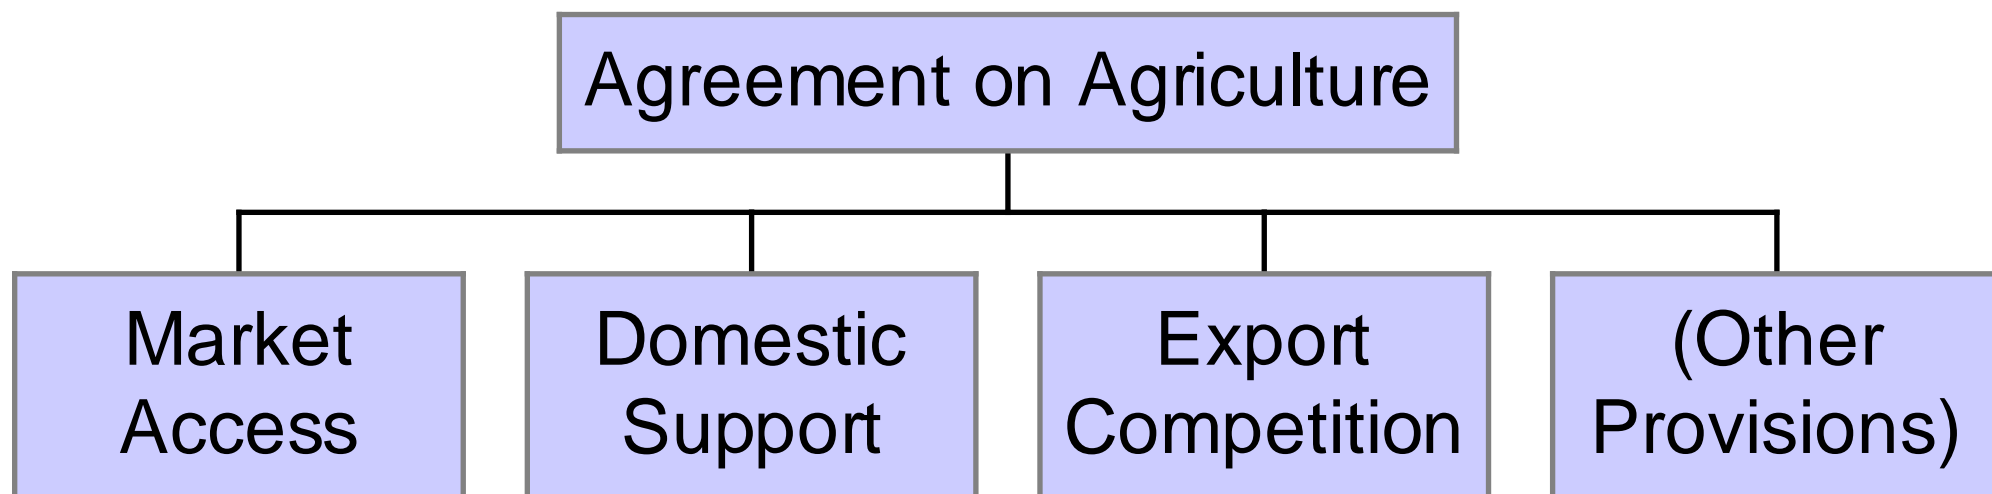 Agreement on Agriculture
Market
Access
Domestic
Support
Export
Competition
(Other
Provisions)